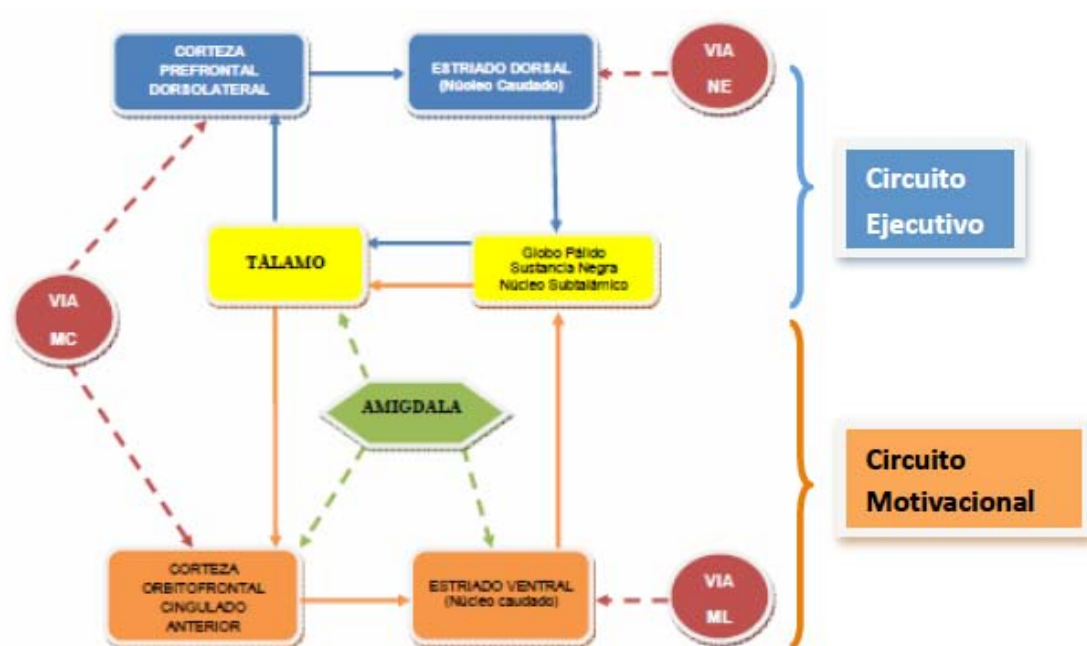 CORTEZA
PREFRONTAL
DORSOLATERAL
ESTRIADO DORSAL
(Núcleo Caudado)
VIA
NE
Circuito
Ejecutivo
TÁLAMO
Globo Pálido
Sustancia Negra
Núcleo Subtalámico
VIA
MC
AMIGDALA
Circuito
Motivacional
CORTEZA
ORBITOFRONTAL
CINGULADO
ANTERIOR
ESTRIADO VENTRAL
(Núcleo caudado)
VIA
ML